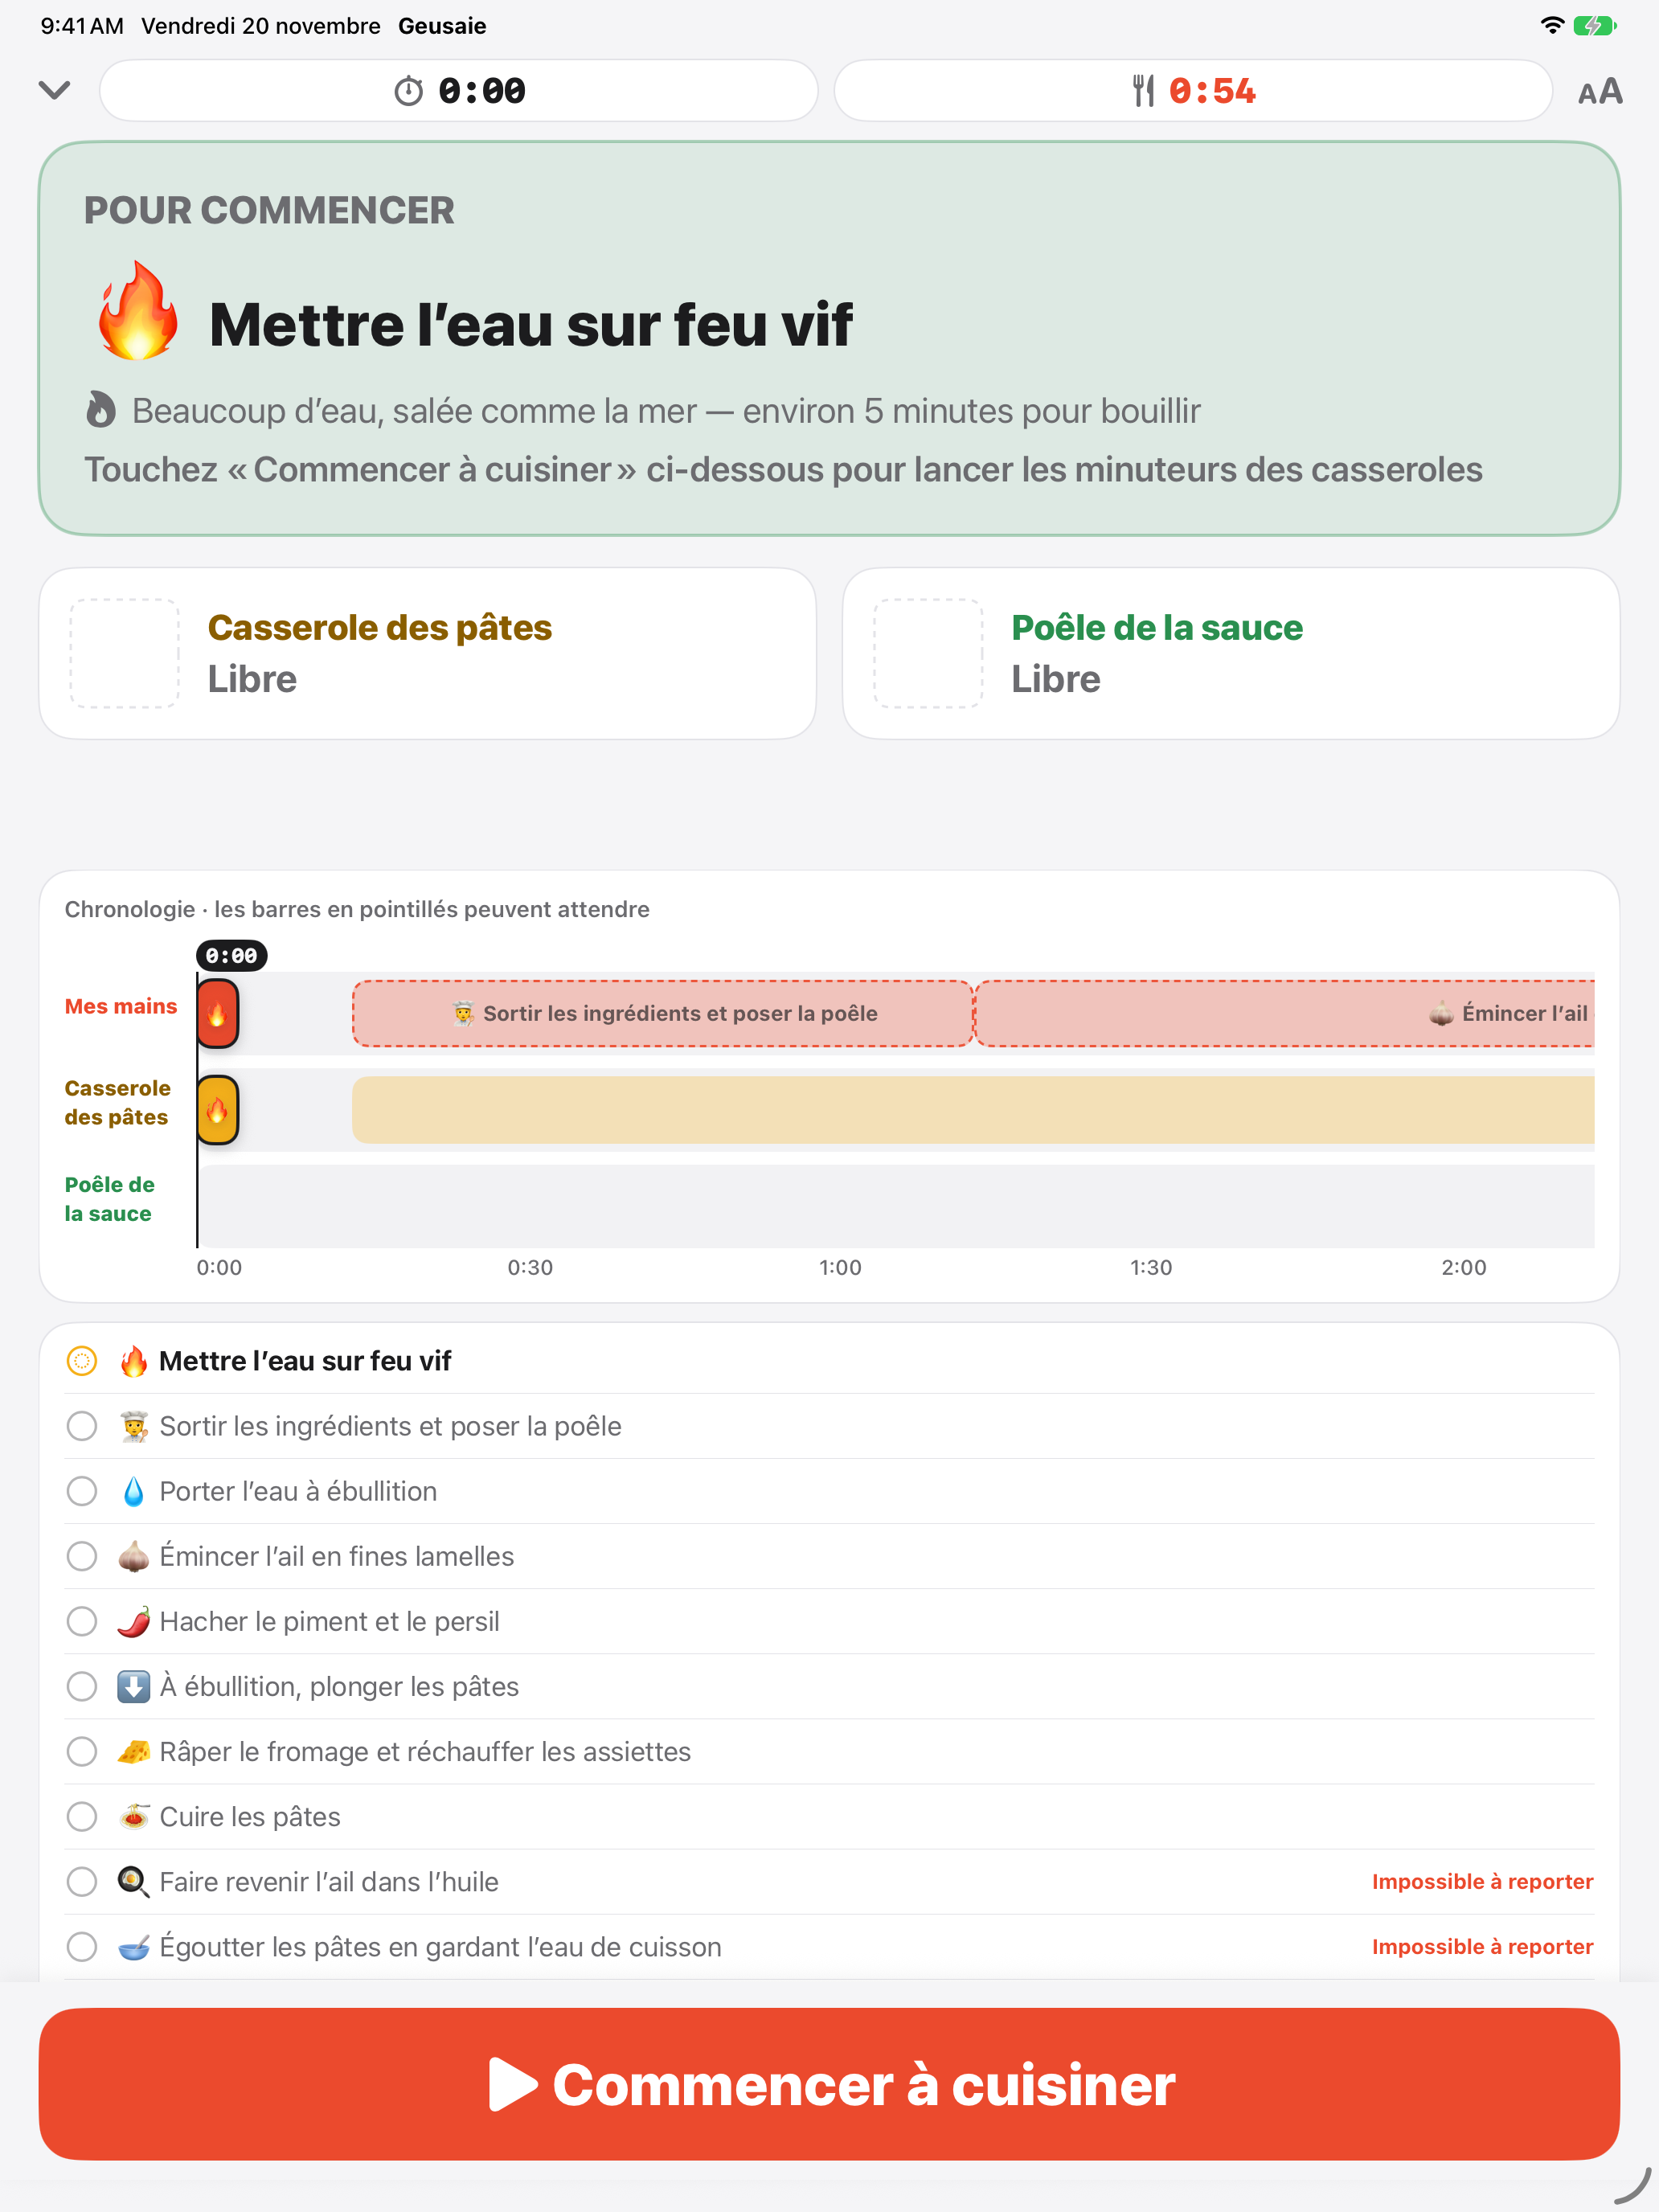 9:41 AM Vendredi 20 novembre Geusaie
0:00
0:54
AA
POUR COMMENCER
Mettre l’eau sur feu vif
Beaucoup d’eau, salée comme la mer — environ 5 minutes pour bouillir
Touchez « Commencer à cuisiner » ci-dessous pour lancer les minuteurs des casseroles
Casserole des pâtes
Libre
Poêle de la sauce
Libre
Chronologie · les barres en pointillés peuvent attendre
0:00
Mes mains
Sortir les ingrédients et poser la poêle
Émincer l’ail
Casserole
des pâtes
Poêle de
la sauce
0:00 0:30 1:00 1:30 2:00
Mettre l’eau sur feu vif
Sortir les ingrédients et poser la poêle
Porter l’eau à ébullition
Émincer l’ail en fines lamelles
Hacher le piment et le persil
À ébullition, plonger les pâtes
Râper le fromage et réchauffer les assiettes
Cuire les pâtes
Faire revenir l’ail dans l’huile Impossible à reporter
Égoutter les pâtes en gardant l’eau de cuisson Impossible à reporter
Commencer à cuisiner